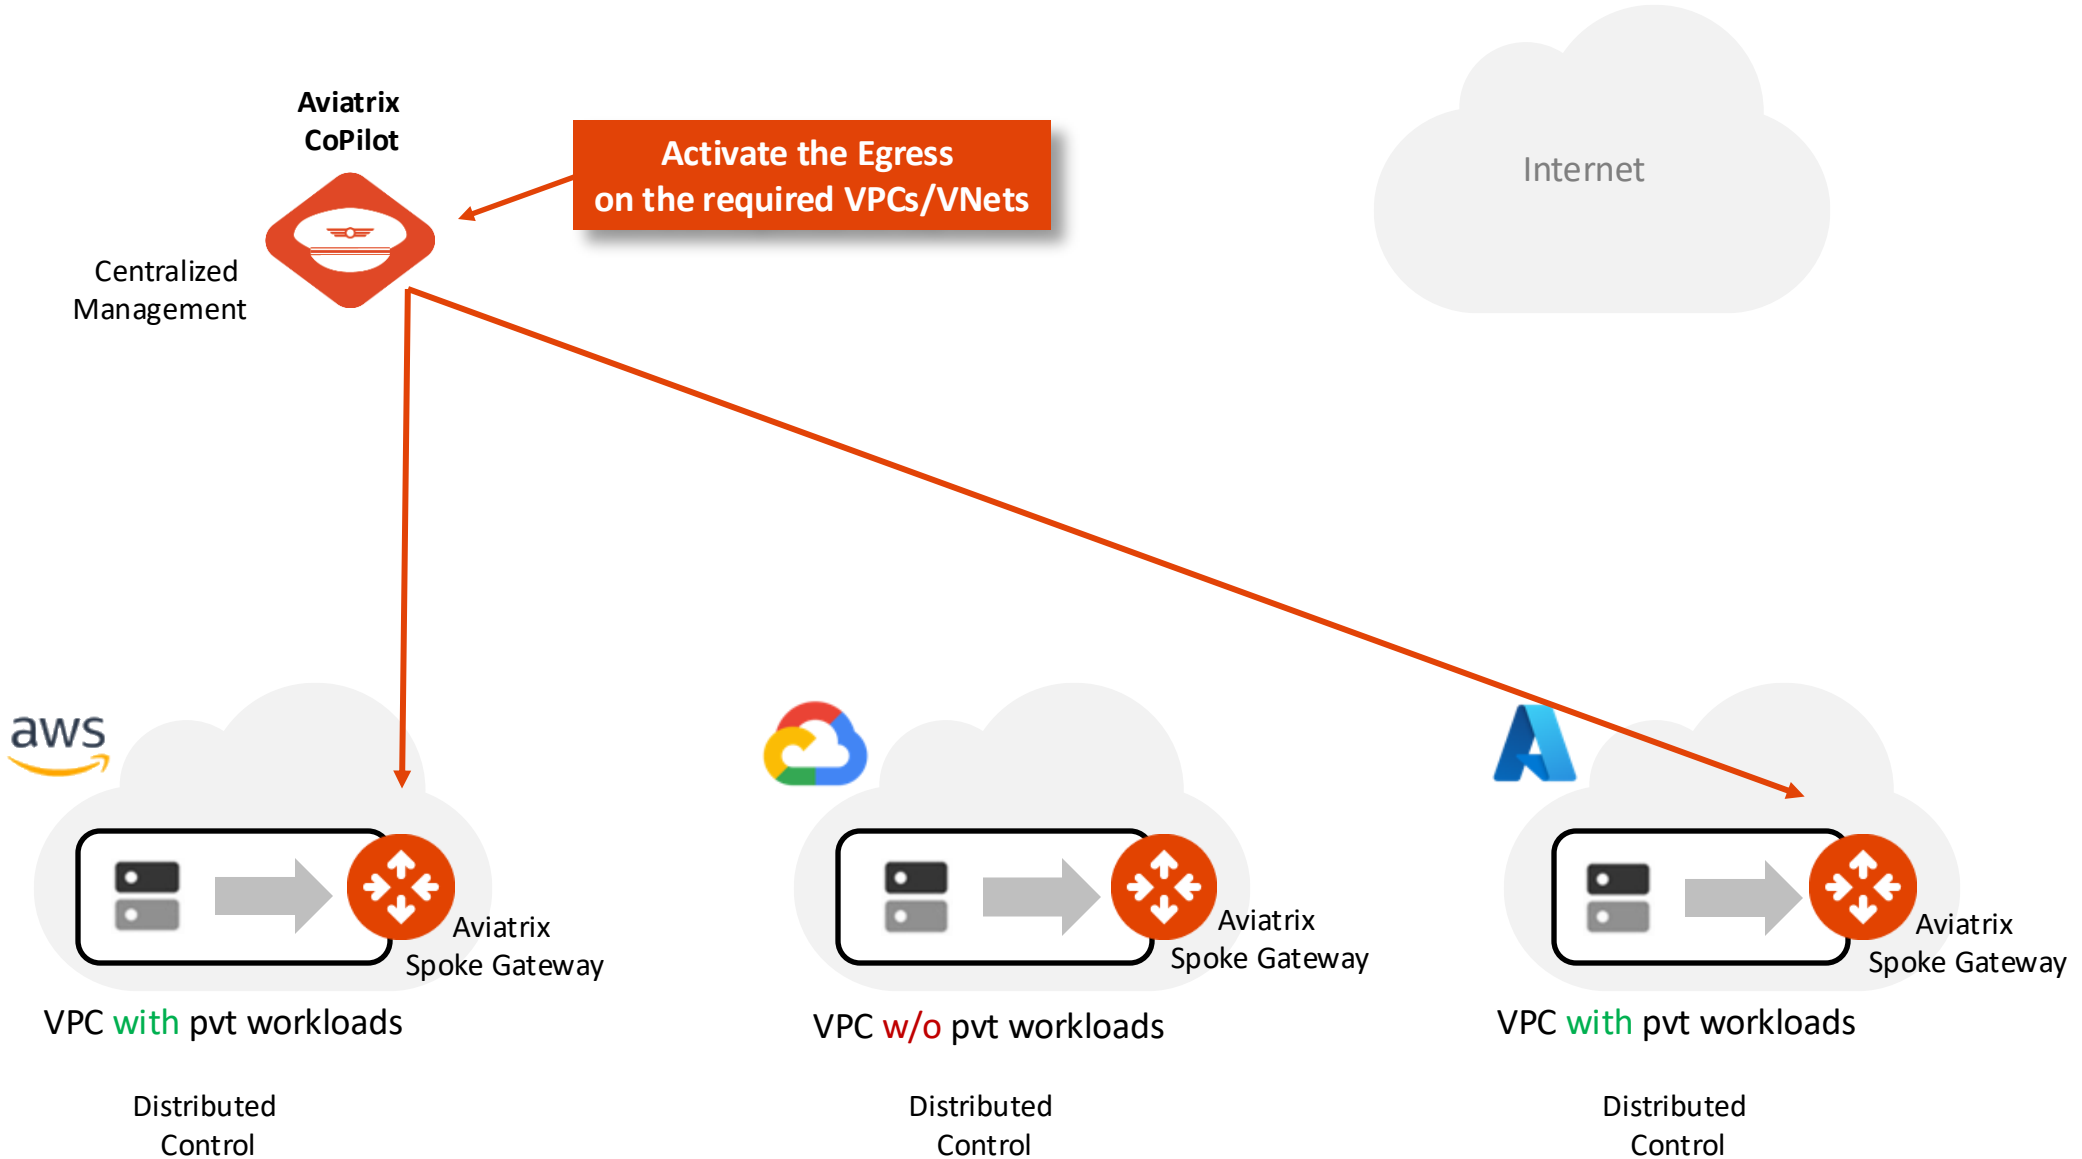 Aviatrix
CoPilot
Activate the Egress
on the required VPCs/VNets
Internet
Centralized
Management
aws
Aviatrix
Spoke Gateway
Aviatrix
Spoke Gateway
Aviatrix
Spoke Gateway
VPC with pvt workloads
VPC w/o pvt workloads
VPC with pvt workloads
Distributed
Control
Distributed
Control
Distributed
Control